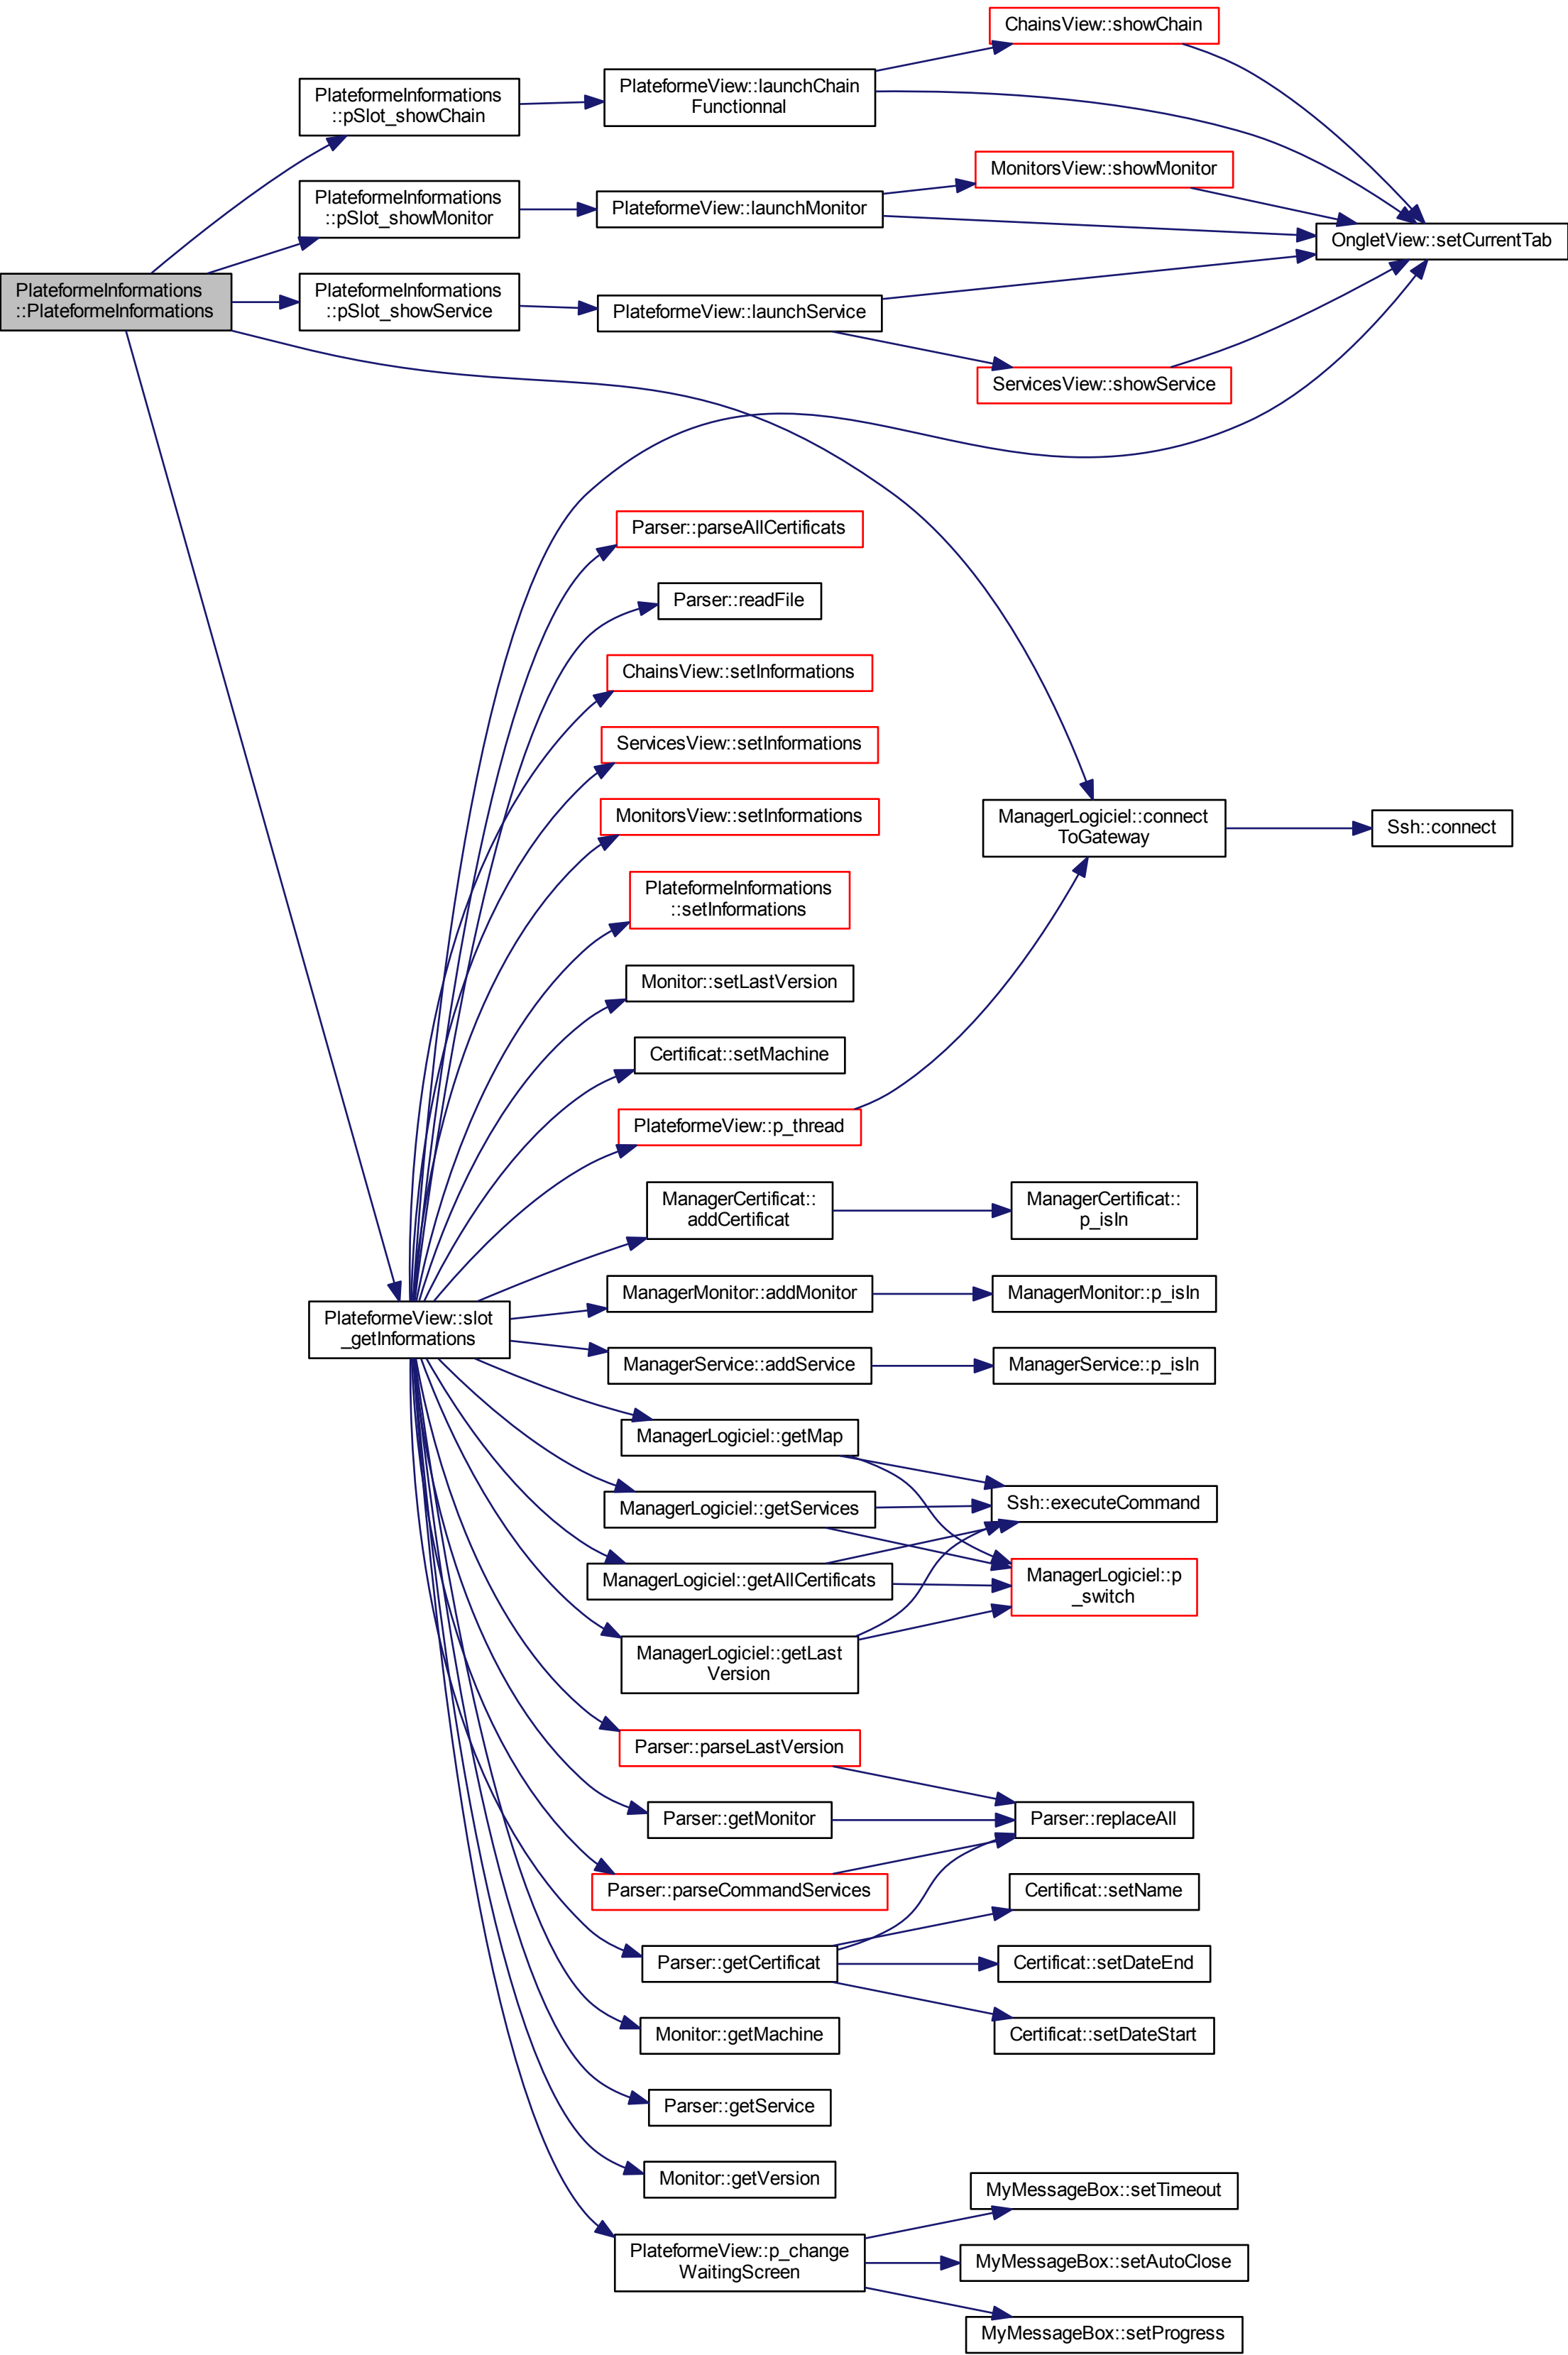 PlateformeInformations
::PlateformeInformations
PlateformeInformations
::pSlot_showChain
PlateformeInformations
::pSlot_showMonitor
PlateformeInformations
::pSlot_showService
PlateformeView::slot
_getInformations
PlateformeView::launchChain
Functionnal
PlateformeView::launchMonitor
PlateformeView::launchService
ChainsView::showChain
MonitorsView::showMonitor
ServicesView::showService
OngletView::setCurrentTab
Parser::parseAllCertificats
Parser::readFile
ChainsView::setInformations
ServicesView::setInformations
MonitorsView::setInformations
PlateformeInformations
::setInformations
Monitor::setLastVersion
Certificat::setMachine
PlateformeView::p_thread
ManagerLogiciel::connect
ToGateway
Ssh::connect
ManagerCertificat::
addCertificat
ManagerCertificat::
p_isIn
ManagerMonitor::addMonitor
ManagerMonitor::p_isIn
ManagerService::addService
ManagerService::p_isIn
ManagerLogiciel::getMap
ManagerLogiciel::getServices
ManagerLogiciel::getAllCertificats
ManagerLogiciel::getLast
Version
Ssh::executeCommand
ManagerLogiciel::p
_switch
Parser::parseLastVersion
Parser::getMonitor
Parser::parseCommandServices
Parser::getCertificat
Parser::replaceAll
Certificat::setName
Certificat::setDateEnd
Certificat::setDateStart
Monitor::getMachine
Parser::getService
Monitor::getVersion
PlateformeView::p_change
WaitingScreen
MyMessageBox::setTimeout
MyMessageBox::setAutoClose
MyMessageBox::setProgress